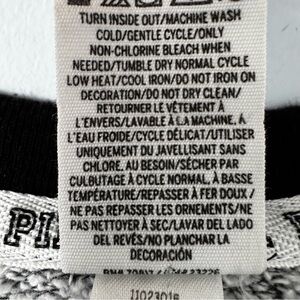 TURN INSIDE OUT/MACHINE WASH
COLD/GENTLE CYCLE/ONLY
NON-CHLORINE BLEACH WHEN
NEEDED/TUMBLE DRY NORMAL CYCLE
LOW HEAT/COOL IRON/DO NOT IRON ON
DECORATION/DO NOT DRY CLEAN/
RETOURNER LE VÊTEMENT À
L'ENVERS/LAVABLE À LA MACHINE, À
L'EAU FROIDE/CYCLE DÉLICAT/UTILISER
UNIQUEMENT DU JAVELLISANT SANS
CHLORE, AU BESOIN/SÉCHER PAR
CULBUTAGE À CYCLE NORMAL, À BASSE
TEMPÉRATURE/REPASSER À FER DOUX /
NE PAS REPASSER LES ORNEMENTS/NE
PAS NETTOYER À SEC/LAVAR DEL LADO
DEL REVÉS/NO PLANCHAR LA
DECORACIÓN
PI
11023016